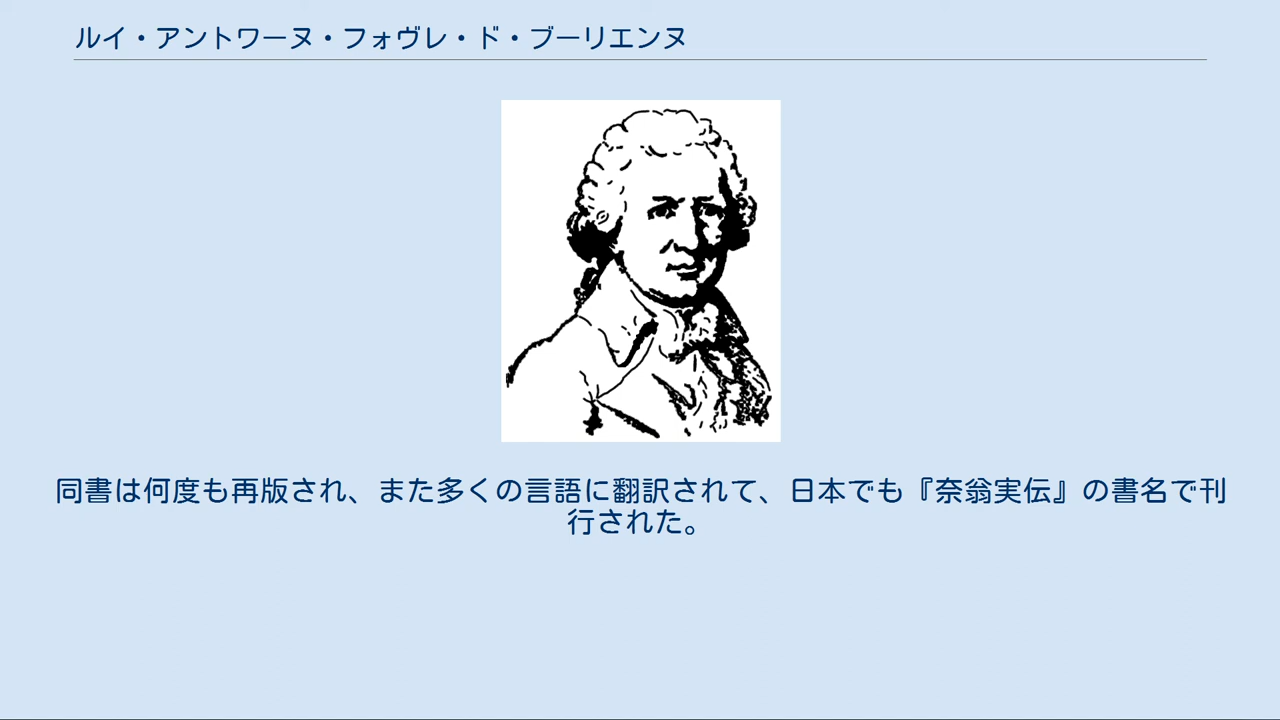 ルイ・アントワーヌ・フォヴレ・ド・ブーリエンヌ
同書は何度も再版され、また多くの言語に翻訳されて、日本でも『奈翁実伝』の書名で刊
行された。